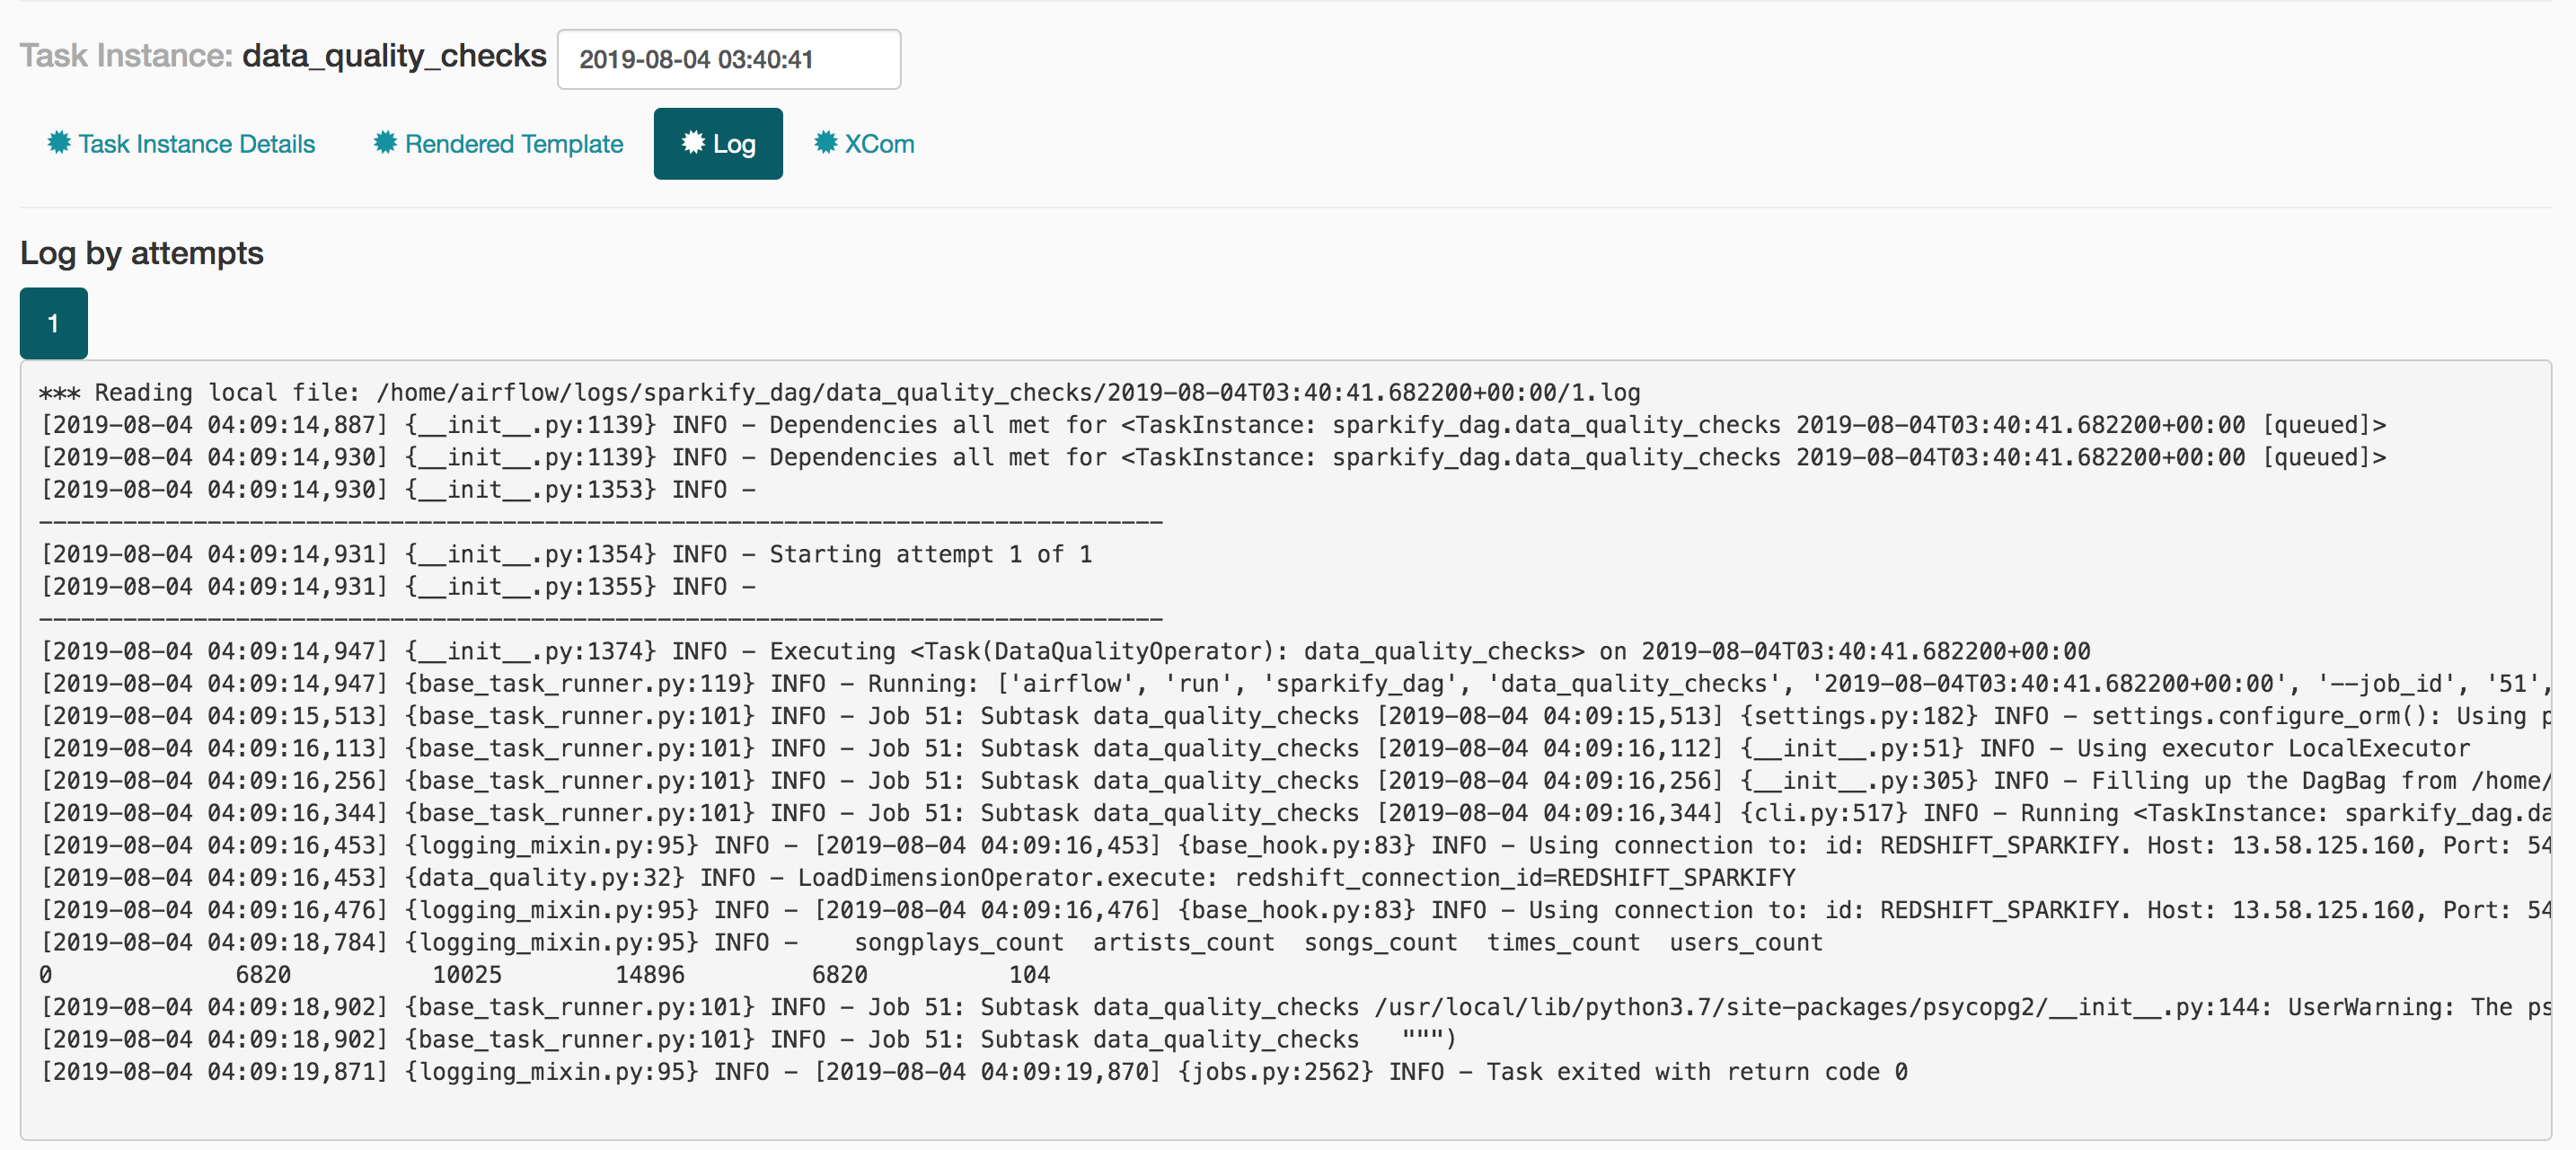 Task Instance: data_quality_checks 2019-08-04 03:40:41
Task Instance Details Rendered Template Log XCom
Log by attempts
1
*** Reading local file: /home/airflow/logs/sparkify_dag/data_quality_checks/2019-08-04T03:40:41.682200+00:00/1.log
[2019-08-04 04:09:14,887] {__init__.py:1139} INFO - Dependencies all met for <TaskInstance: sparkify_dag.data_quality_checks 2019-08-04T03:40:41.682200+00:00 [queued]>
[2019-08-04 04:09:14,930] {__init__.py:1139} INFO - Dependencies all met for <TaskInstance: sparkify_dag.data_quality_checks 2019-08-04T03:40:41.682200+00:00 [queued]>
[2019-08-04 04:09:14,930] {__init__.py:1353} INFO -
--------------------------------------------------------------------------------
[2019-08-04 04:09:14,931] {__init__.py:1354} INFO - Starting attempt 1 of 1
[2019-08-04 04:09:14,931] {__init__.py:1355} INFO -
--------------------------------------------------------------------------------
[2019-08-04 04:09:14,947] {__init__.py:1374} INFO - Executing <Task(DataQualityOperator): data_quality_checks> on 2019-08-04T03:40:41.682200+00:00
[2019-08-04 04:09:14,947] {base_task_runner.py:119} INFO - Running: ['airflow', 'run', 'sparkify_dag', 'data_quality_checks', '2019-08-04T03:40:41.682200+00:00', '--job_id', '51',
[2019-08-04 04:09:15,513] {base_task_runner.py:101} INFO - Job 51: Subtask data_quality_checks [2019-08-04 04:09:15,513] {settings.py:182} INFO - settings.configure_orm(): Using p
[2019-08-04 04:09:16,113] {base_task_runner.py:101} INFO - Job 51: Subtask data_quality_checks [2019-08-04 04:09:16,112] {__init__.py:51} INFO - Using executor LocalExecutor
[2019-08-04 04:09:16,256] {base_task_runner.py:101} INFO - Job 51: Subtask data_quality_checks [2019-08-04 04:09:16,256] {__init__.py:305} INFO - Filling up the DagBag from /home/
[2019-08-04 04:09:16,344] {base_task_runner.py:101} INFO - Job 51: Subtask data_quality_checks [2019-08-04 04:09:16,344] {cli.py:517} INFO - Running <TaskInstance: sparkify_dag.da
[2019-08-04 04:09:16,453] {logging_mixin.py:95} INFO - [2019-08-04 04:09:16,453] {base_hook.py:83} INFO - Using connection to: id: REDSHIFT_SPARKIFY. Host: 13.58.125.160, Port: 54
[2019-08-04 04:09:16,453] {data_quality.py:32} INFO - LoadDimensionOperator.execute: redshift_connection_id=REDSHIFT_SPARKIFY
[2019-08-04 04:09:16,476] {logging_mixin.py:95} INFO - [2019-08-04 04:09:16,476] {base_hook.py:83} INFO - Using connection to: id: REDSHIFT_SPARKIFY. Host: 13.58.125.160, Port: 54
[2019-08-04 04:09:18,784] {logging_mixin.py:95} INFO -    songplays_count  artists_count  songs_count  times_count  users_count
0             6820          10025        14896         6820          104
[2019-08-04 04:09:18,902] {base_task_runner.py:101} INFO - Job 51: Subtask data_quality_checks /usr/local/lib/python3.7/site-packages/psycopg2/__init__.py:144: UserWarning: The ps
[2019-08-04 04:09:18,902] {base_task_runner.py:101} INFO - Job 51: Subtask data_quality_checks   """)
[2019-08-04 04:09:19,871] {logging_mixin.py:95} INFO - [2019-08-04 04:09:19,870] {jobs.py:2562} INFO - Task exited with return code 0